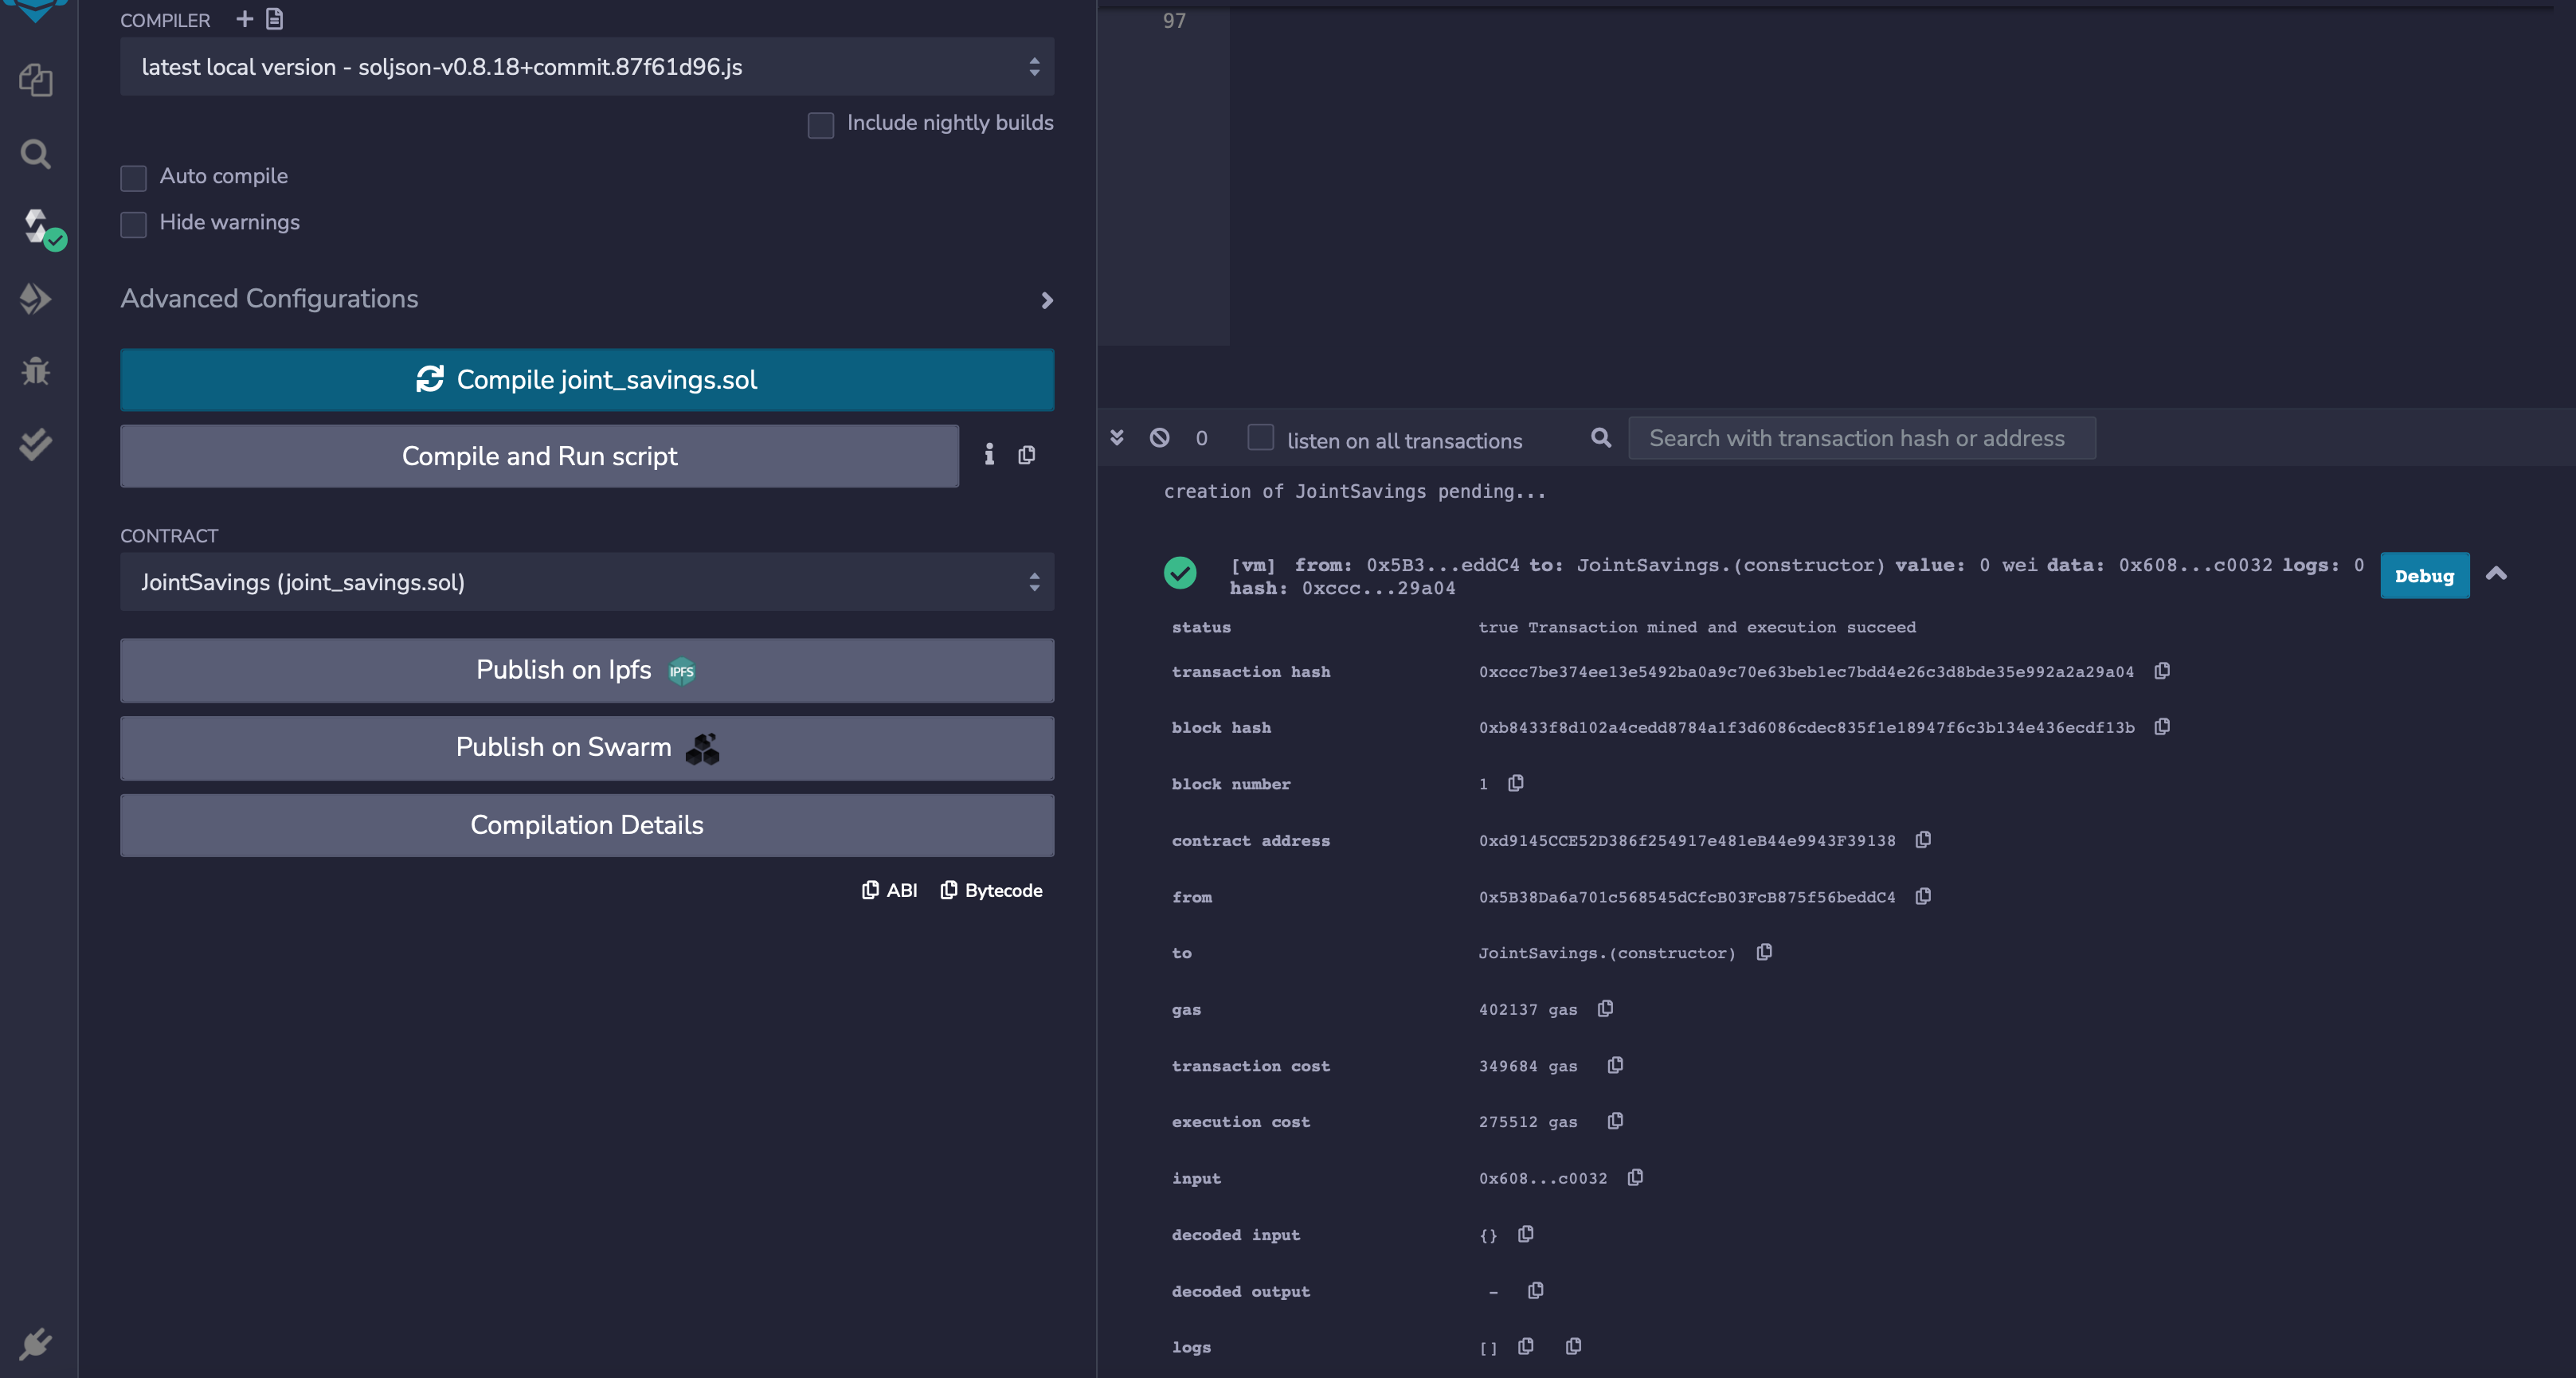 COMPILER
latest local version - soljson-v0.8.18+commit.87f61d96.js
Include nightly builds
Auto compile
Hide warnings
Advanced Configurations
Compile joint_savings.sol
Compile and Run script
CONTRACT
JointSavings (joint_savings.sol)
Publish on Ipfs IPFS
Publish on Swarm
Compilation Details
ABI Bytecode
97
0 listen on all transactions Search with transaction hash or address
creation of JointSavings pending...
[vm] from: 0x5B3...eddC4 to: JointSavings.(constructor) value: 0 wei data: 0x608...c0032 logs: 0
hash: 0xccc...29a04
Debug
status true Transaction mined and execution succeed
transaction hash 0xccc7be374ee13e5492ba0a9c70e63beb1ec7bdd4e26c3d8bde35e992a2a29a04
block hash 0xb8433f8d102a4cedd8784a1f3d6086cdec835f1e18947f6c3b134e436ecdf13b
block number 1
contract address 0xd9145CCE52D386f254917e481eB44e9943F39138
from 0x5B38Da6a701c568545dCfcB03FcB875f56beddC4
to JointSavings.(constructor)
gas 402137 gas
transaction cost 349684 gas
execution cost 275512 gas
input 0x608...c0032
decoded input {}
decoded output -
logs []